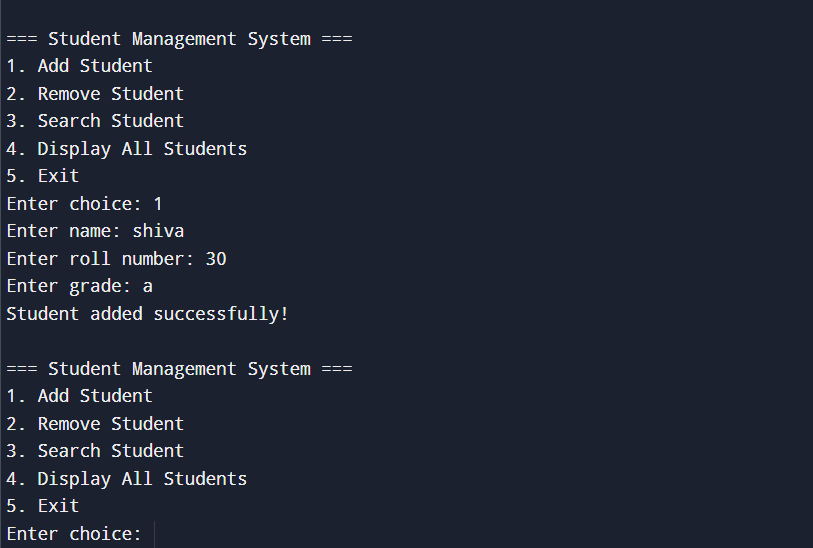 === Student Management System ===
1. Add Student
2. Remove Student
3. Search Student
4. Display All Students
5. Exit
Enter choice: 1
Enter name: shiva
Enter roll number: 30
Enter grade: a
Student added successfully!
=== Student Management System ===
1. Add Student
2. Remove Student
3. Search Student
4. Display All Students
5. Exit
Enter choice: